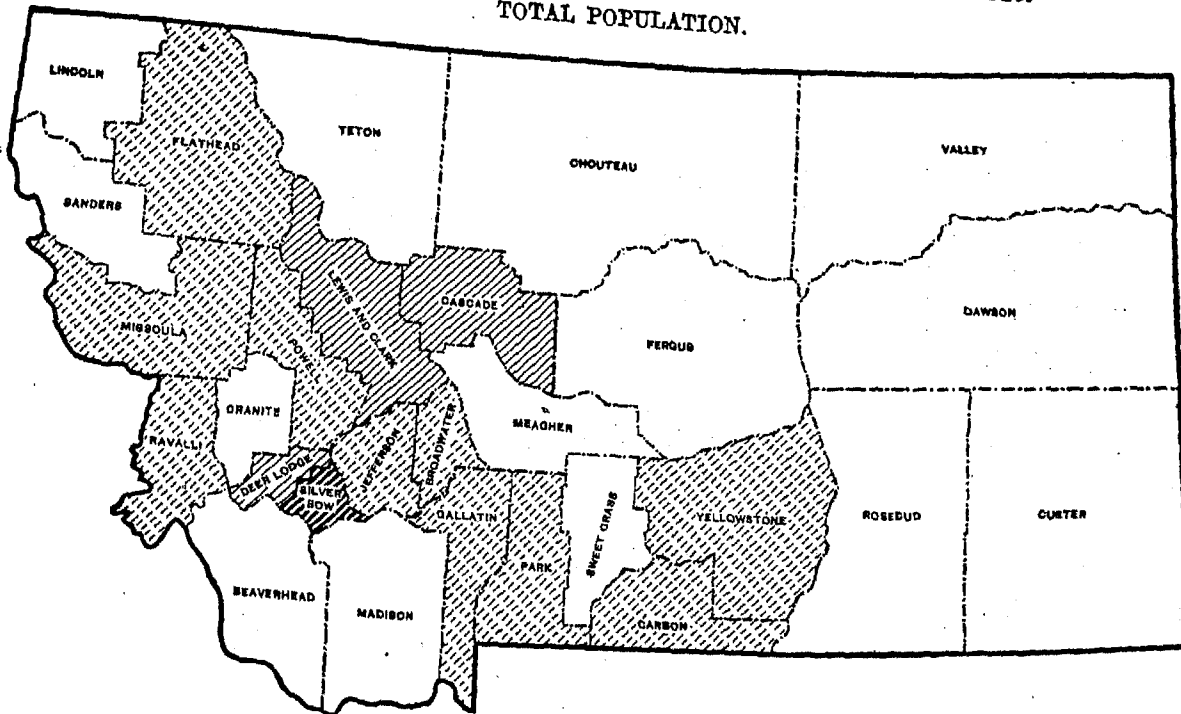 TOTAL POPULATION.
LINCOLN
TETON
FLATHEAD
CHOUTEAU
VALLEY
SANDERS
LEWIS AND CLARK
CASCADE
DAWSON
MISSOULA
POWELL
FERGUS
GRANITE
MEAGHER
RAVALLI
JEFFERSON
BROADWATER
DEER LODGE
SILVER
BOW
GALLATIN
SWEET GRASS
YELLOWSTONE
ROSEBUD
CUSTER
PARK
BEAVERHEAD
MADISON
CARBON